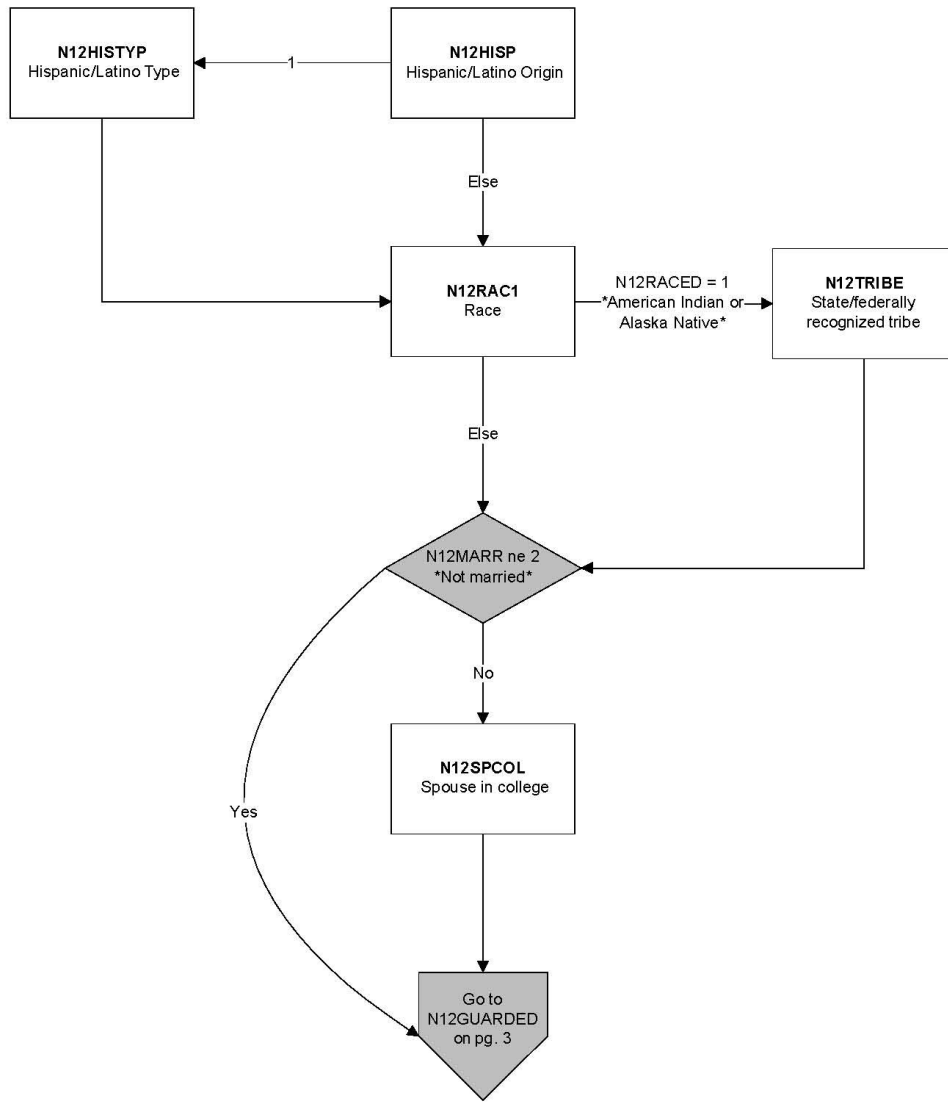 N12HISTYP
Hispanic/Latino Type
1
N12HISP
Hispanic/Latino Origin
Else
N12RAC1
Race
N12RACED = 1
*American Indian or
Alaska Native*
N12TRIBE
State/federally
recognized tribe
Else
N12MARR ne 2
*Not married*
No
N12SPCOL
Spouse in college
Yes
Go to
N12GUARDED
on pg. 3